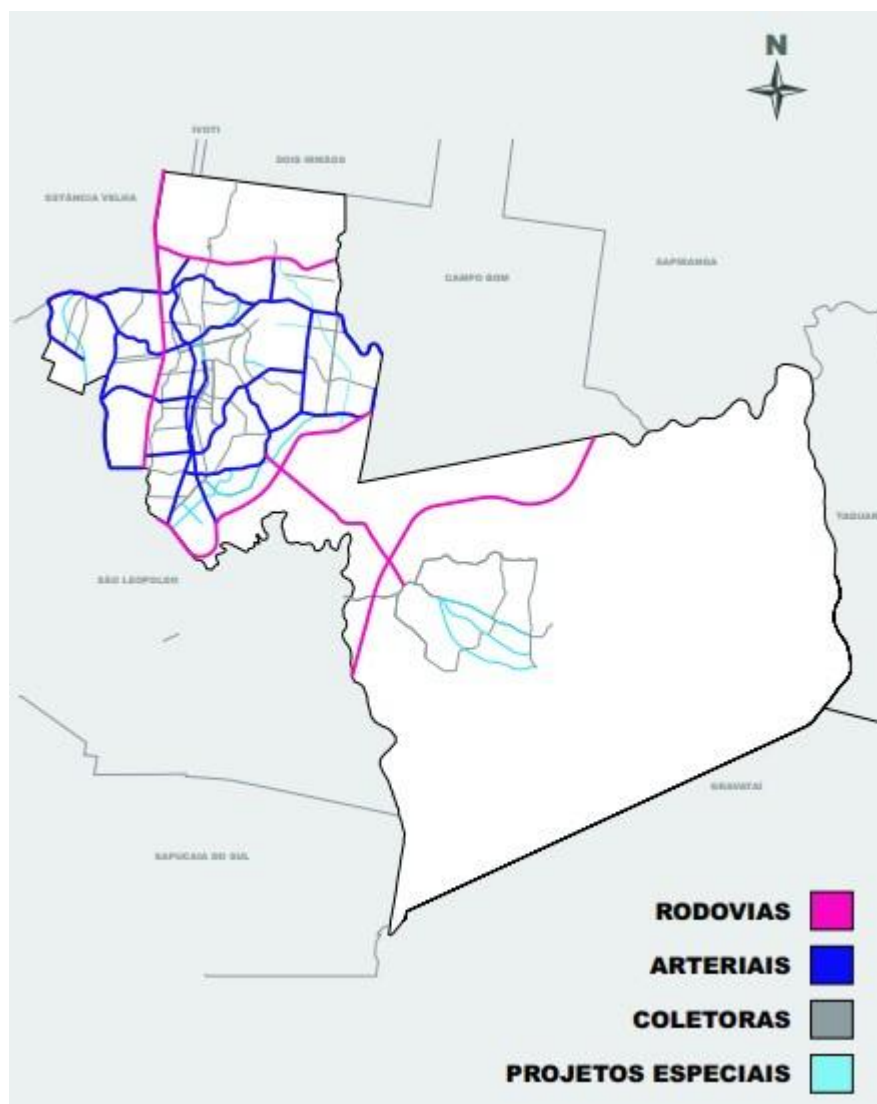 N
IVOTI
DOIS IRMÃOS
ESTÂNCIA VELHA
SAPIRANGA
CAMPO BOM
TAQUAR
SÃO LEOPOLDO
GRAVATAÍ
SAPUCAIA DO SUL
RODOVIAS
ARTERIAIS
COLETORAS
PROJETOS ESPECIAIS